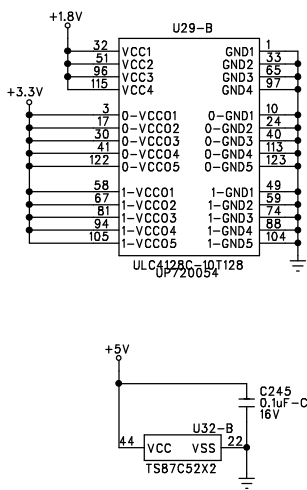 +1.8V
U29-B
32 VCC1 GND1 1
51 VCC2 GND2 33
96 VCC3 GND3 65
115 VCC4 GND4 97
+3.3V
3 0-VCCO1 0-GND1 10
17 0-VCCO2 0-GND2 24
30 0-VCCO3 0-GND3 40
41 0-VCCO4 0-GND4 113
122 0-VCCO5 0-GND5 123
58 1-VCCO1 1-GND1 49
67 1-VCCO2 1-GND2 59
81 1-VCCO3 1-GND3 74
94 1-VCCO4 1-GND4 88
105 1-VCCO5 1-GND5 104
ULC4128C-10T128
UP720054
+5V
C245
0.1uF-C
16V
U32-B
44 VCC VSS 22
TS87C52X2